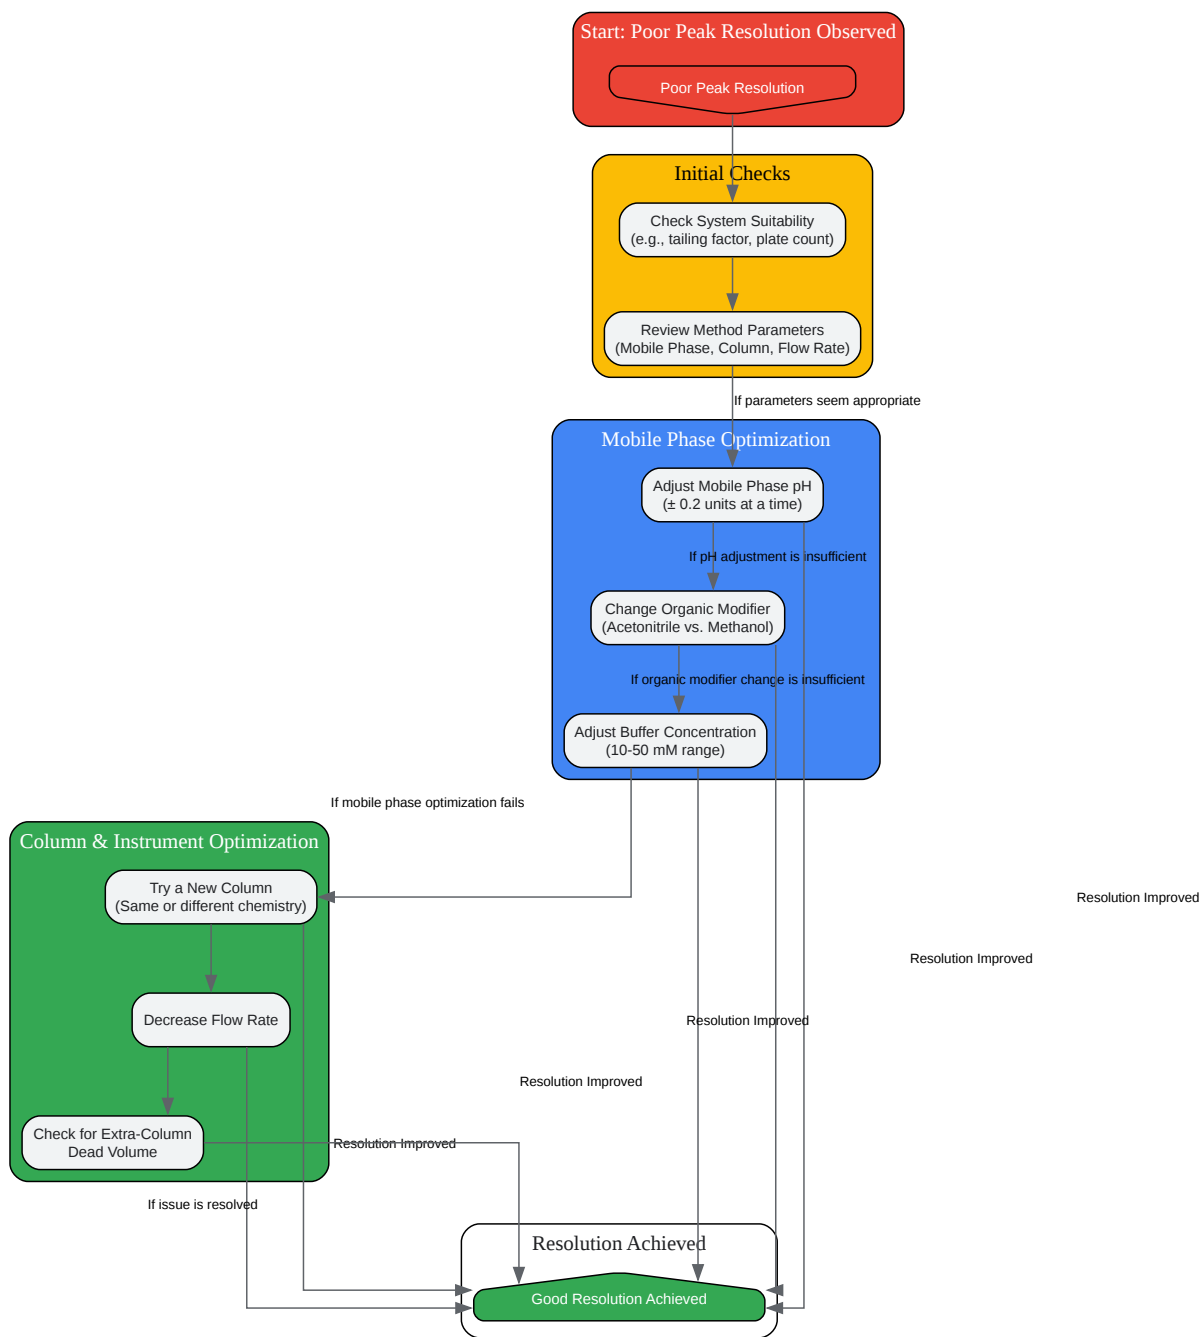 Start: Poor Peak Resolution Observed
Poor Peak Resolution
Initial Checks
Check System Suitability
(e.g., tailing factor, plate count)
Review Method Parameters
(Mobile Phase, Column, Flow Rate)
If parameters seem appropriate
Mobile Phase Optimization
Adjust Mobile Phase pH
(± 0.2 units at a time)
If pH adjustment is insufficient
Change Organic Modifier
(Acetonitrile vs. Methanol)
If organic modifier change is insufficient
Adjust Buffer Concentration
(10-50 mM range)
If mobile phase optimization fails
Column & Instrument Optimization
Try a New Column
(Same or different chemistry)
Resolution Improved
Resolution Improved
Decrease Flow Rate
Resolution Improved
Resolution Improved
Check for Extra-Column
Dead Volume
Resolution Improved
If issue is resolved
Resolution Achieved
Good Resolution Achieved